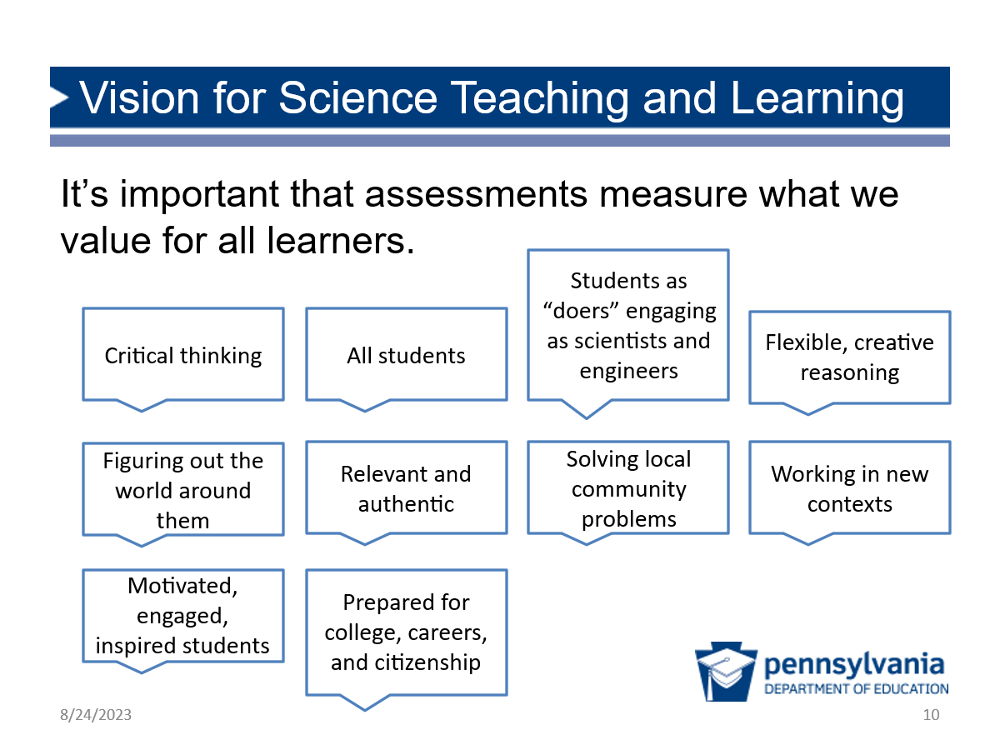 Vision for Science Teaching and Learning
It’s important that assessments measure what we
value for all learners.
Critical thinking
All students
Students as
“doers” engaging
as scientists and
engineers
Flexible, creative
reasoning
Figuring out the
world around
them
Relevant and
authentic
Solving local
community
problems
Working in new
contexts
Motivated,
engaged,
inspired students
Prepared for
college, careers,
and citizenship
pennsylvania
DEPARTMENT OF EDUCATION
8/24/2023
10